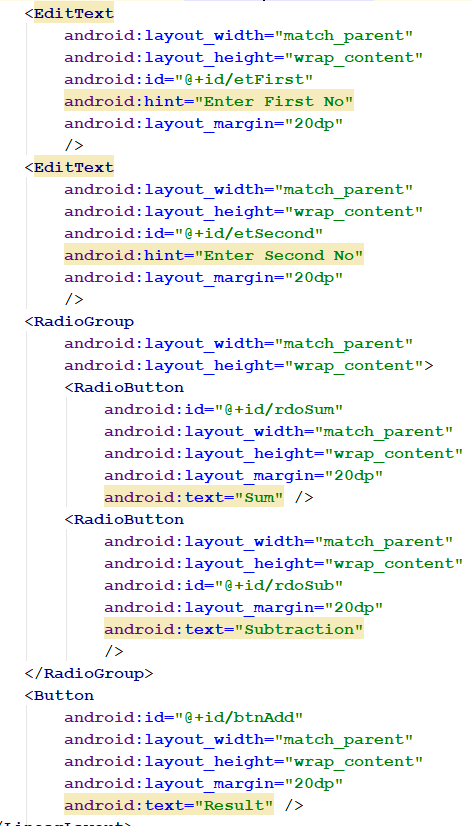 <EditText
android:layout_width="match_parent"
android:layout_height="wrap_content"
android:id="@+id/etFirst"
android:hint="Enter First No"
android:layout_margin="20dp"
/>
<EditText
android:layout_width="match_parent"
android:layout_height="wrap_content"
android:id="@+id/etSecond"
android:hint="Enter Second No"
android:layout_margin="20dp"
/>
<RadioGroup
android:layout_width="match_parent"
android:layout_height="wrap_content">
<RadioButton
android:id="@+id/rdoSum"
android:layout_width="match_parent"
android:layout_height="wrap_content"
android:layout_margin="20dp"
android:text="Sum" />
<RadioButton
android:layout_width="match_parent"
android:layout_height="wrap_content"
android:id="@+id/rdoSub"
android:layout_margin="20dp"
android:text="Subtraction"
/>
</RadioGroup>
<Button
android:id="@+id/btnAdd"
android:layout_width="match_parent"
android:layout_height="wrap_content"
android:layout_margin="20dp"
android:text="Result" />
</LinearLayout>